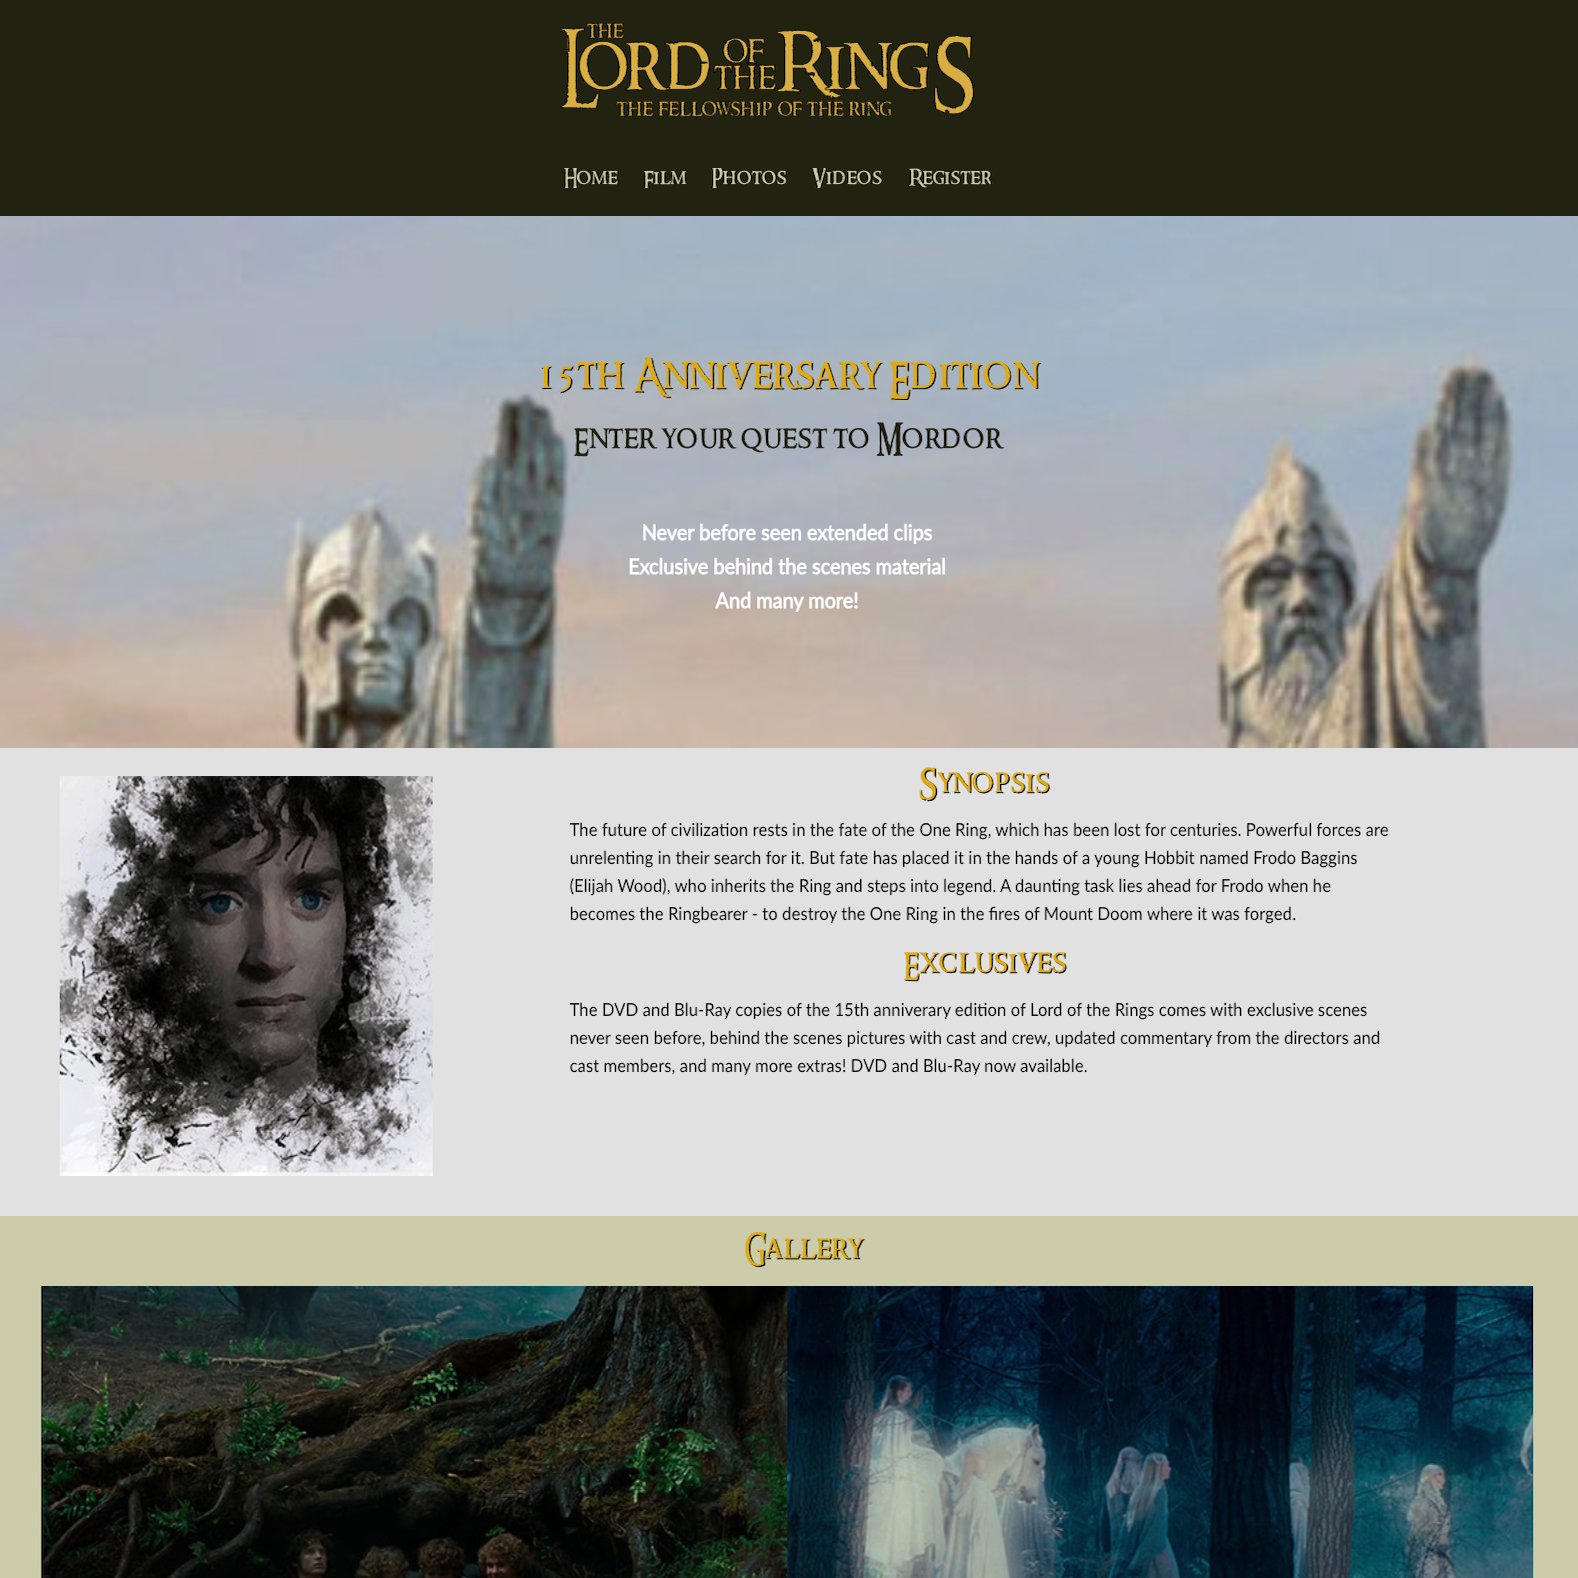 THE
LORD OF THE RINGS
THE FELLOWSHIP OF THE RING
Home Film Photos Videos Register
15th Anniversary Edition
Enter your quest to Mordor
Never before seen extended clips
Exclusive behind the scenes material
And many more!
Synopsis
The future of civilization rests in the fate of the One Ring, which has been lost for centuries. Powerful forces are
unrelenting in their search for it. But fate has placed it in the hands of a young Hobbit named Frodo Baggins
(Elijah Wood), who inherits the Ring and steps into legend. A daunting task lies ahead for Frodo when he
becomes the Ringbearer - to destroy the One Ring in the fires of Mount Doom where it was forged.
Exclusives
The DVD and Blu-Ray copies of the 15th anniverary edition of Lord of the Rings comes with exclusive scenes
never seen before, behind the scenes pictures with cast and crew, updated commentary from the directors and
cast members, and many more extras! DVD and Blu-Ray now available.
Gallery